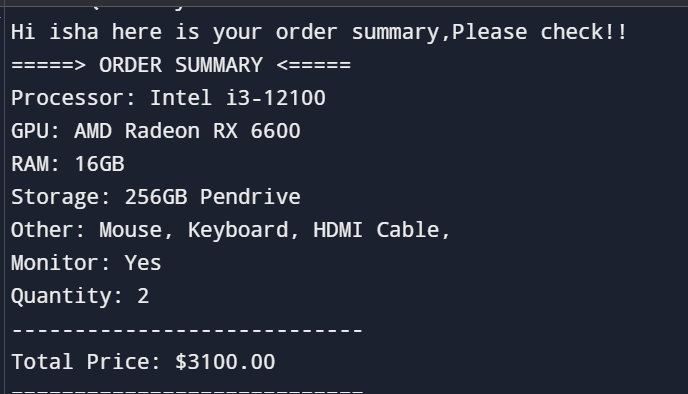 Hi isha here is your order summary,Please check!!
=====> ORDER SUMMARY <=====
Processor: Intel i3-12100
GPU: AMD Radeon RX 6600
RAM: 16GB
Storage: 256GB Pendrive
Other: Mouse, Keyboard, HDMI Cable,
Monitor: Yes
Quantity: 2
----------------------------
Total Price: $3100.00
============================